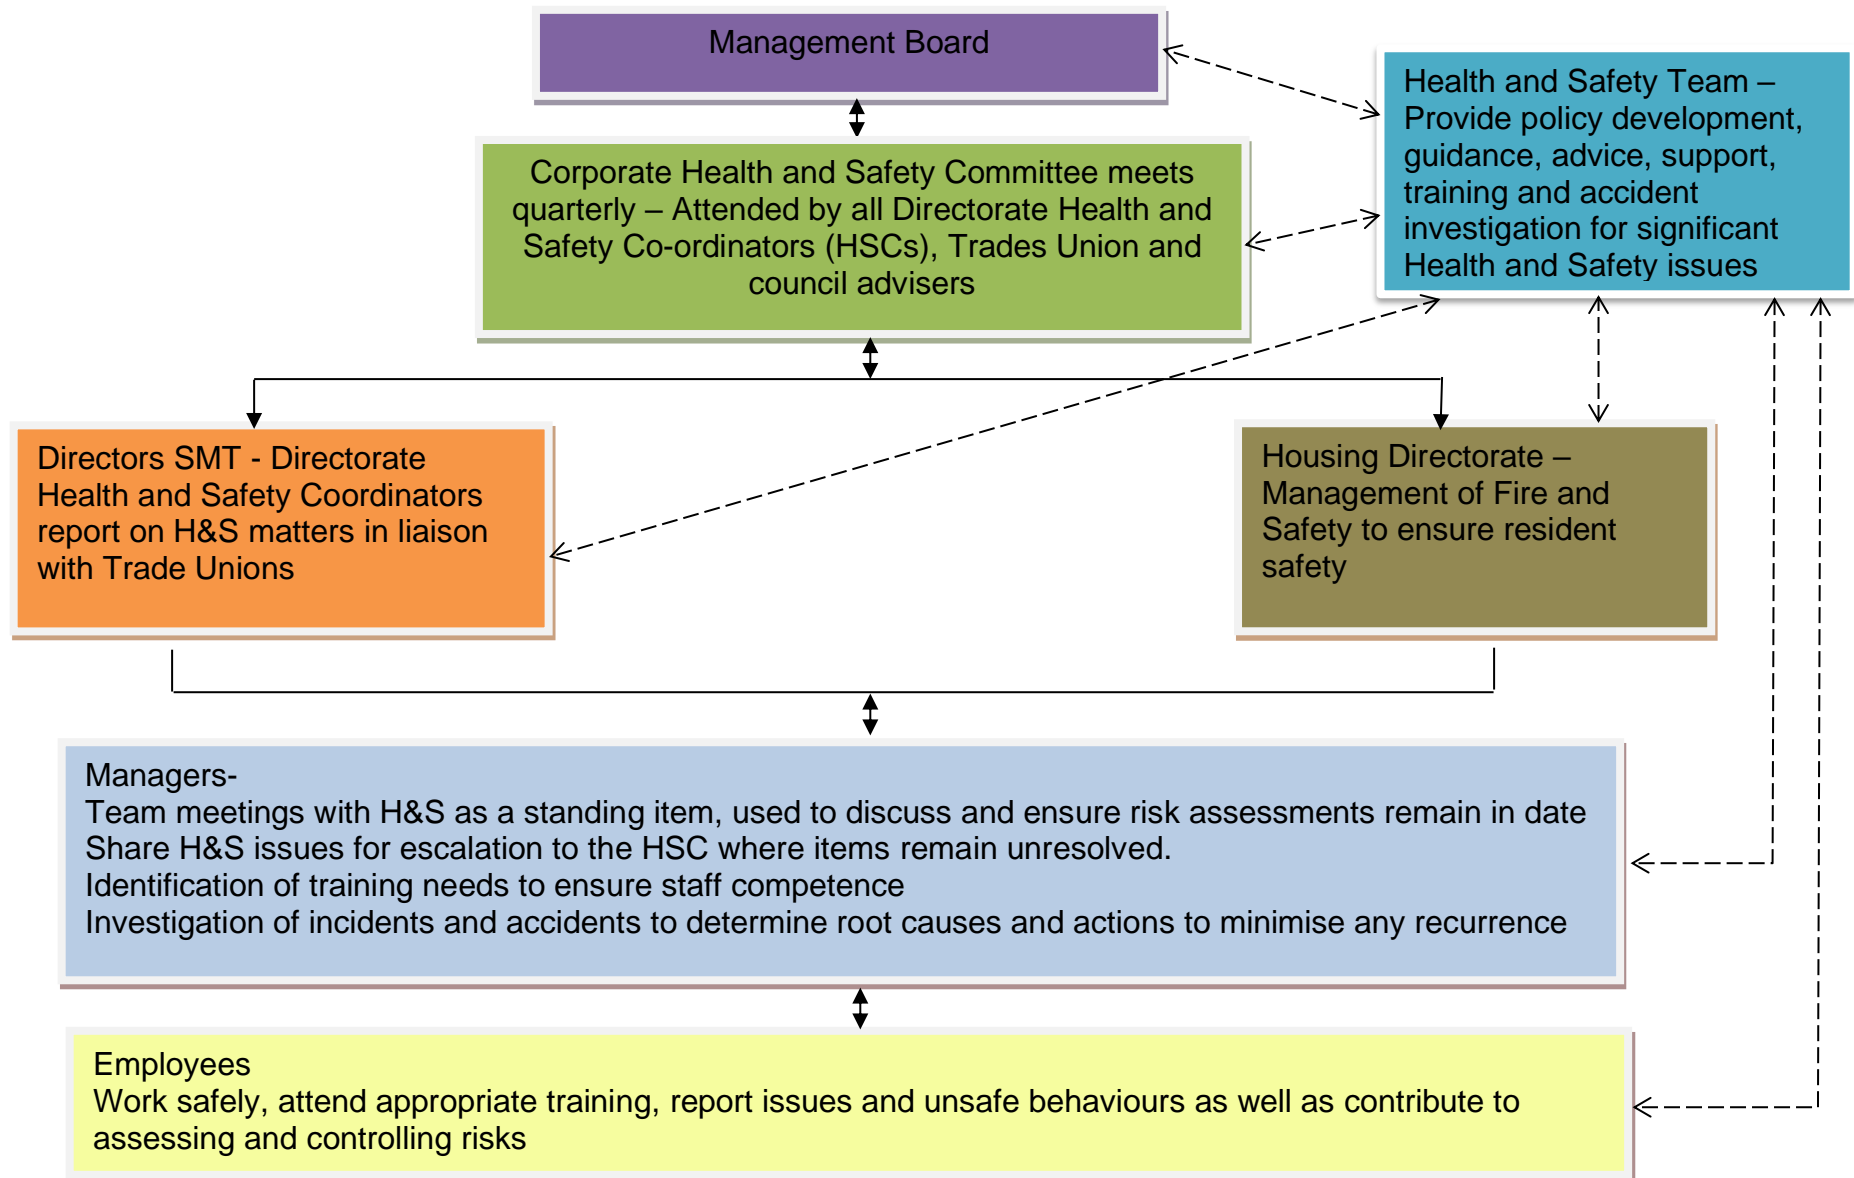 Management Board
Health and Safety Team –
Provide policy development,
guidance, advice, support,
training and accident
investigation for significant
Health and Safety issues
Corporate Health and Safety Committee meets
quarterly – Attended by all Directorate Health and
Safety Co-ordinators (HSCs), Trades Union and
council advisers
Directors SMT - Directorate
Health and Safety Coordinators
report on H&S matters in liaison
with Trade Unions
Housing Directorate –
Management of Fire and
Safety to ensure resident
safety
Managers-
Team meetings with H&S as a standing item, used to discuss and ensure risk assessments remain in date
Share H&S issues for escalation to the HSC where items remain unresolved.
Identification of training needs to ensure staff competence
Investigation of incidents and accidents to determine root causes and actions to minimise any recurrence
Employees
Work safely, attend appropriate training, report issues and unsafe behaviours as well as contribute to
assessing and controlling risks